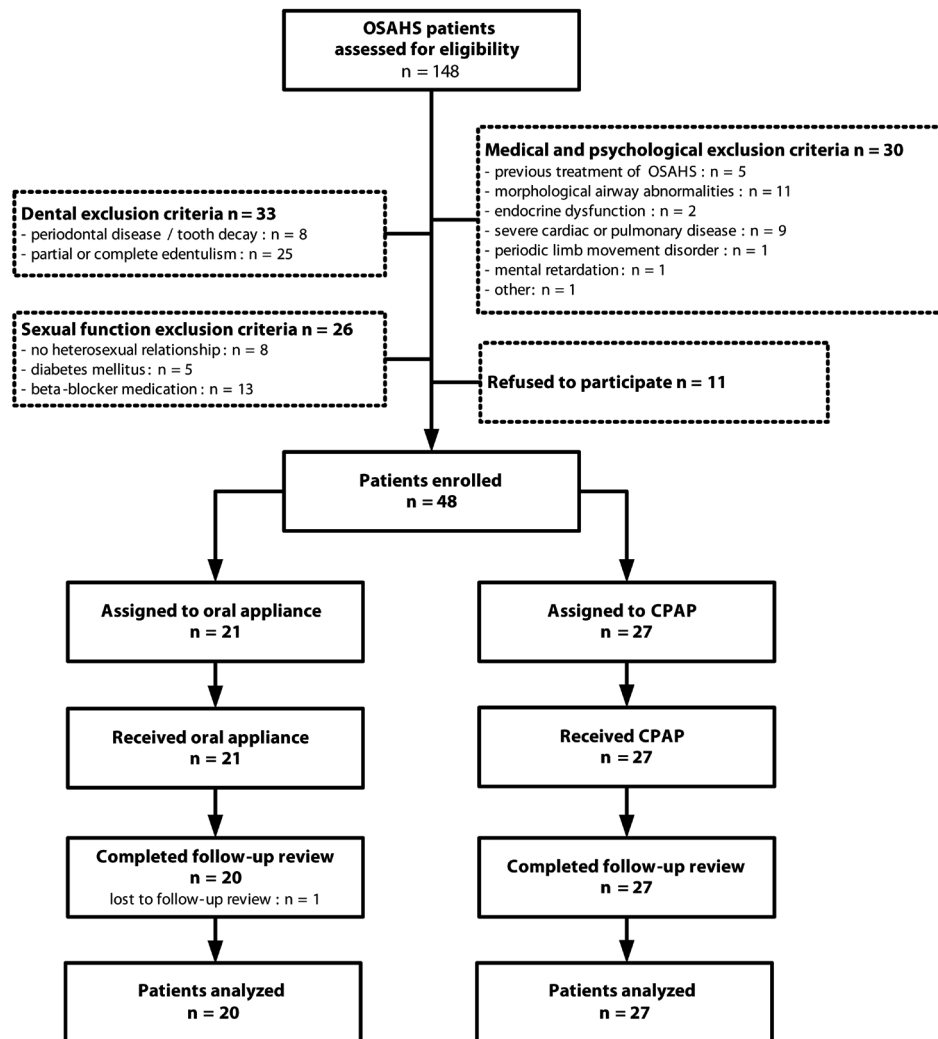 OSAHS patients
assessed for eligibility
n = 148
Medical and psychological exclusion criteria n = 30
- previous treatment of OSAHS : n = 5
- morphological airway abnormalities : n = 11
- endocrine dysfunction : n = 2
- severe cardiac or pulmonary disease : n = 9
- periodic limb movement disorder : n = 1
- mental retardation : n = 1
- other: n = 1
Dental exclusion criteria n = 33
- periodontal disease / tooth decay : n = 8
- partial or complete edentulism : n = 25
Sexual function exclusion criteria n = 26
- no heterosexual relationship : n = 8
- diabetes mellitus : n = 5
- beta-blocker medication : n = 13
Refused to participate n = 11
Patients enrolled
n = 48
Assigned to oral appliance
n = 21
Assigned to CPAP
n = 27
Received oral appliance
n = 21
Received CPAP
n = 27
Completed follow-up review
n = 20
lost to follow-up review : n = 1
Completed follow-up review
n = 27
Patients analyzed
n = 20
Patients analyzed
n = 27